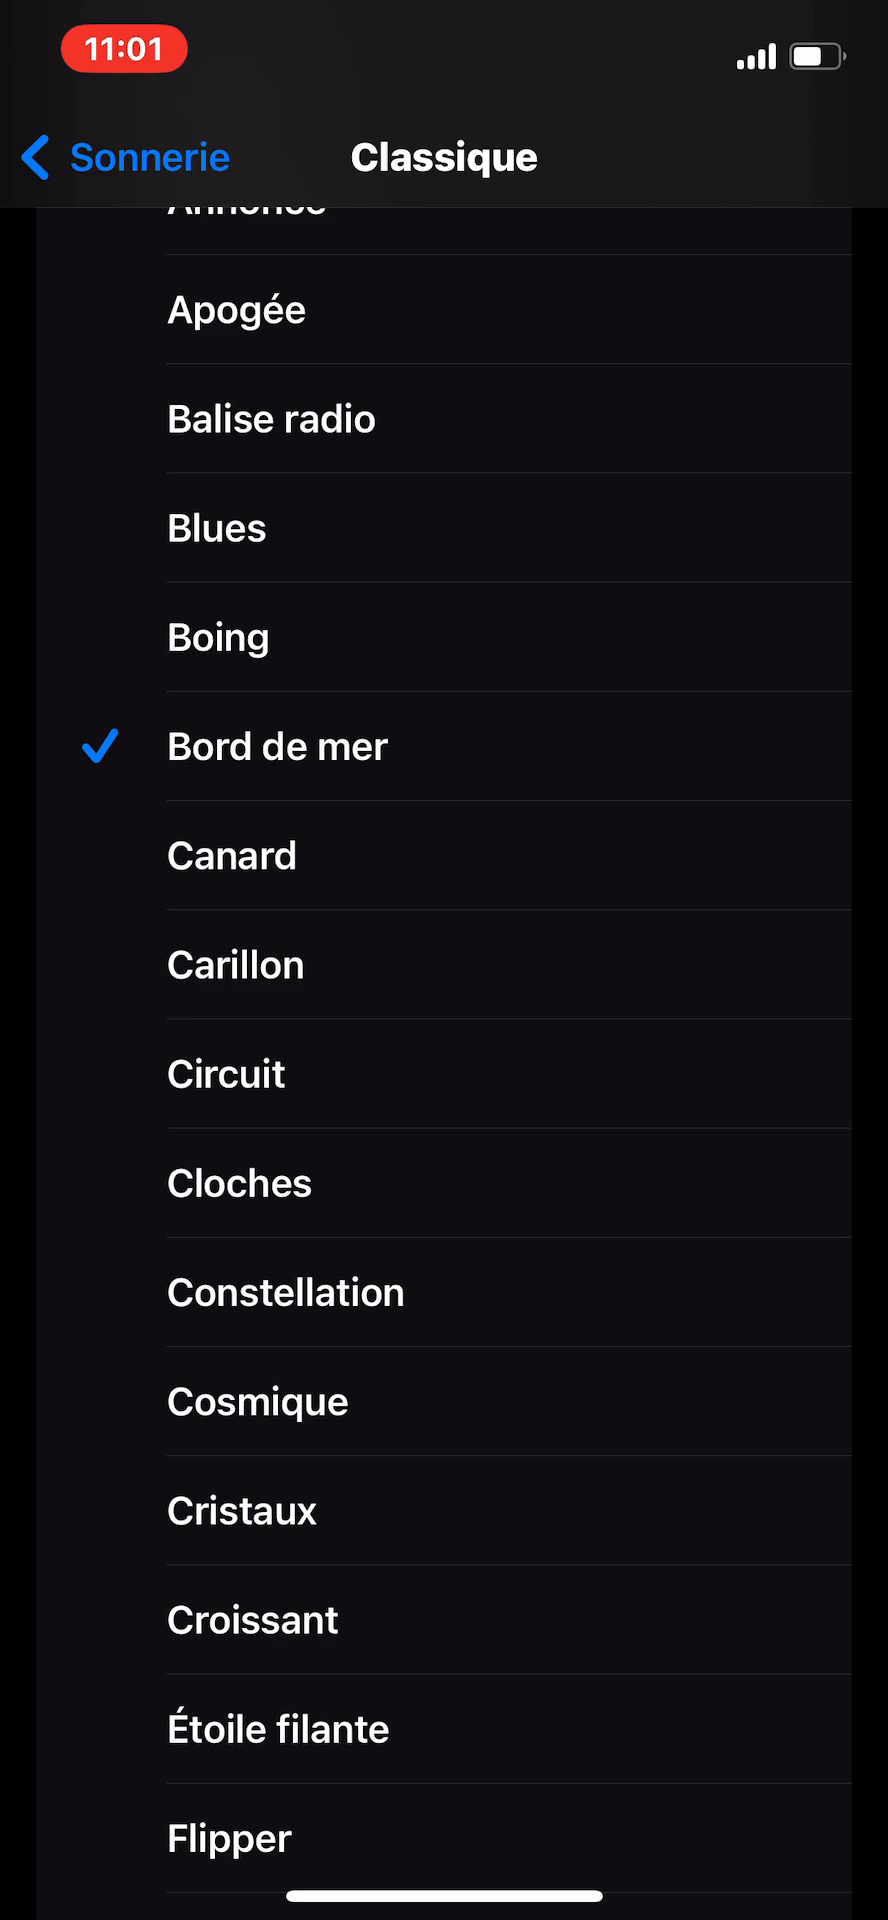 11:01
Sonnerie
Classique
Apogée
Balise radio
Blues
Boing
Bord de mer
Canard
Carillon
Circuit
Cloches
Constellation
Cosmique
Cristaux
Croissant
Étoile filante
Flipper